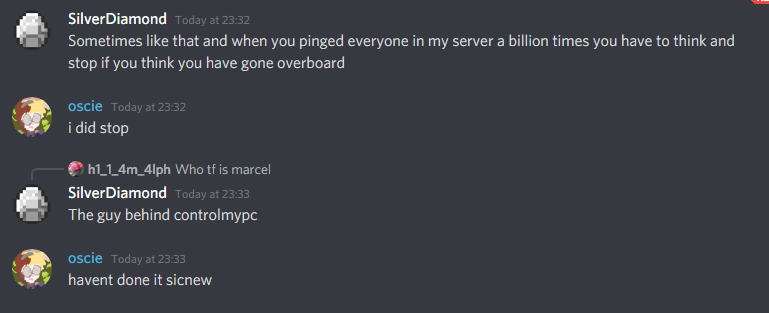 SilverDiamond Today at 23:32
Sometimes like that and when you pinged everyone in my server a billion times you have to think and
stop if you think you have gone overboard
oscie Today at 23:32
i did stop
h1_1_4m_4lph Who tf is marcel
SilverDiamond Today at 23:33
The guy behind controlmypc
oscie Today at 23:33
havent done it sicnew